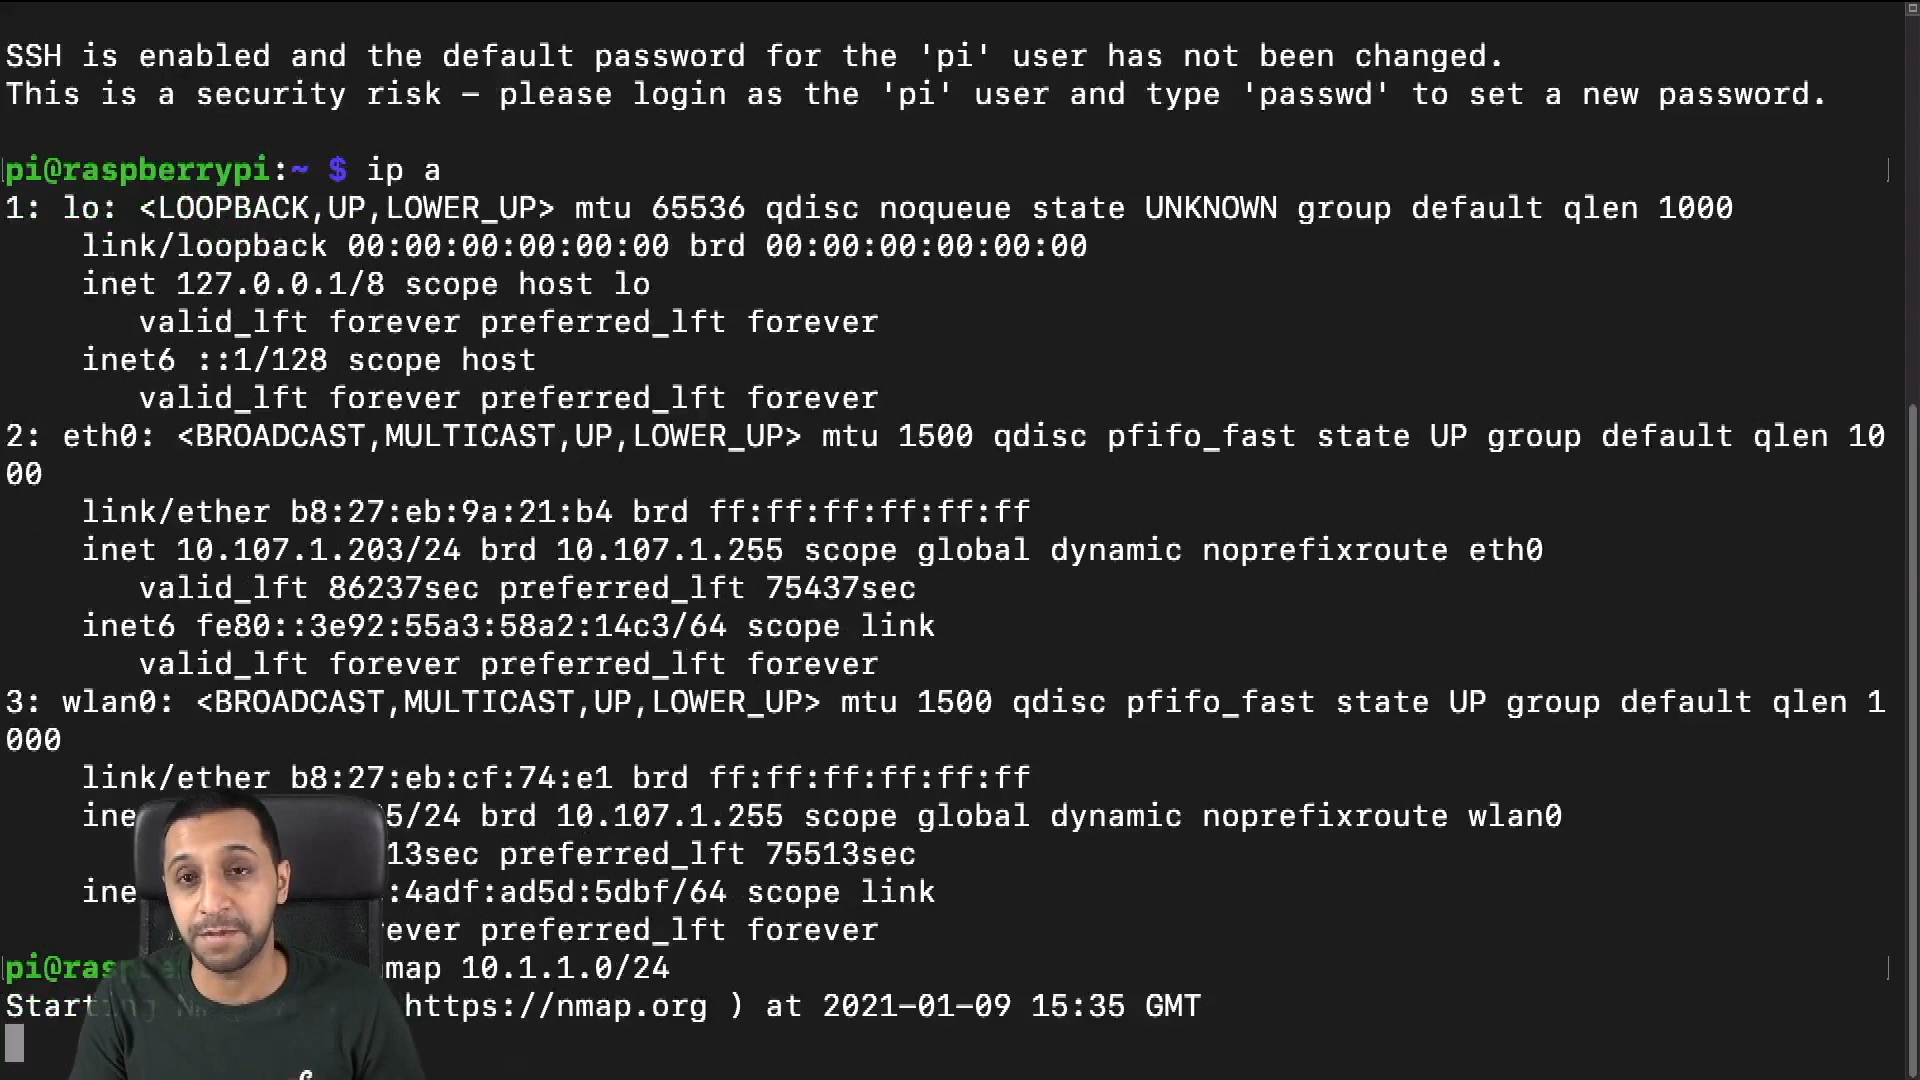 SSH is enabled and the default password for the 'pi' user has not been changed.
This is a security risk – please login as the 'pi' user and type 'passwd' to set a new password.
pi@raspberrypi:~ $ ip a
1: lo: <LOOPBACK,UP,LOWER_UP> mtu 65536 qdisc noqueue state UNKNOWN group default qlen 1000
link/loopback 00:00:00:00:00:00 brd 00:00:00:00:00:00
inet 127.0.0.1/8 scope host lo
valid_lft forever preferred_lft forever
inet6 ::1/128 scope host
valid_lft forever preferred_lft forever
2: eth0: <BROADCAST,MULTICAST,UP,LOWER_UP> mtu 1500 qdisc pfifo_fast state UP group default qlen 10
00
link/ether b8:27:eb:9a:21:b4 brd ff:ff:ff:ff:ff:ff
inet 10.107.1.203/24 brd 10.107.1.255 scope global dynamic noprefixroute eth0
valid_lft 86237sec preferred_lft 75437sec
inet6 fe80::3e92:55a3:58a2:14c3/64 scope link
valid_lft forever preferred_lft forever
3: wlan0: <BROADCAST,MULTICAST,UP,LOWER_UP> mtu 1500 qdisc pfifo_fast state UP group default qlen 1
000
link/ether b8:27:eb:cf:74:e1 brd ff:ff:ff:ff:ff:ff
ine 5/24 brd 10.107.1.255 scope global dynamic noprefixroute wlan0
13sec preferred_lft 75513sec
ine :4adf:ad5d:5dbf/64 scope link
ever preferred_lft forever
pi@rasp map 10.1.1.0/24
Starting https://nmap.org ) at 2021–01–09 15:35 GMT